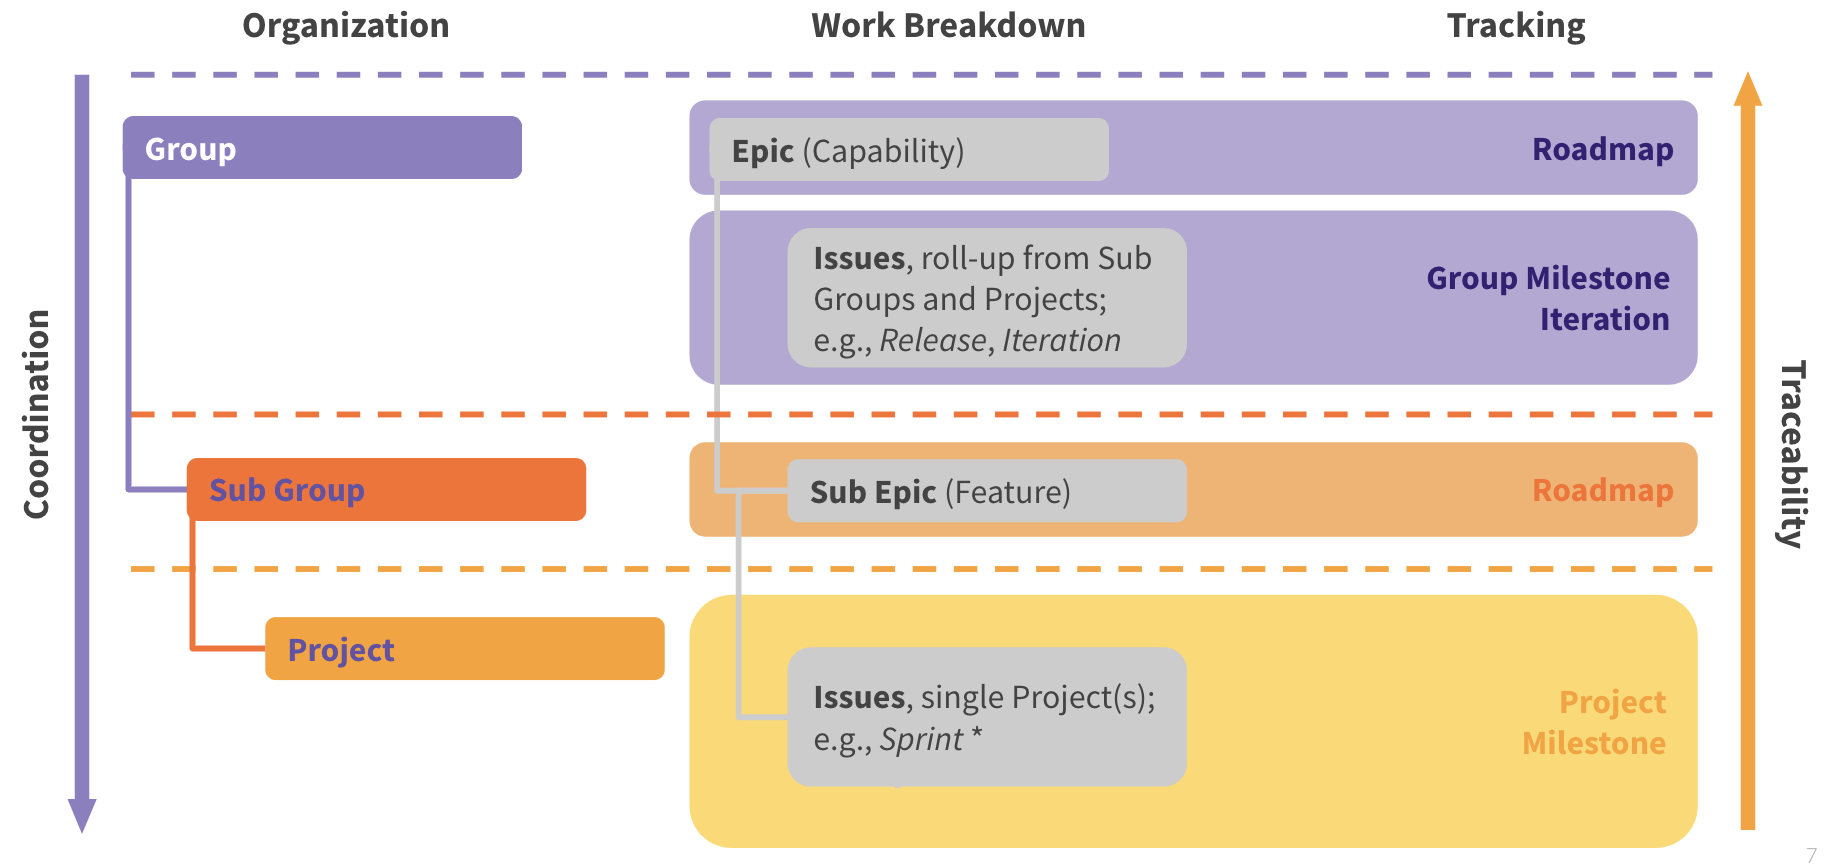 Organization
Work Breakdown
Tracking
Coordination
Group
Epic (Capability)
Roadmap
Issues, roll-up from Sub
Groups and Projects;
e.g., Release, Iteration
Group Milestone
Iteration
Sub Group
Sub Epic (Feature)
Roadmap
Project
Issues, single Project(s);
e.g., Sprint *
Project
Milestone
Traceability
7